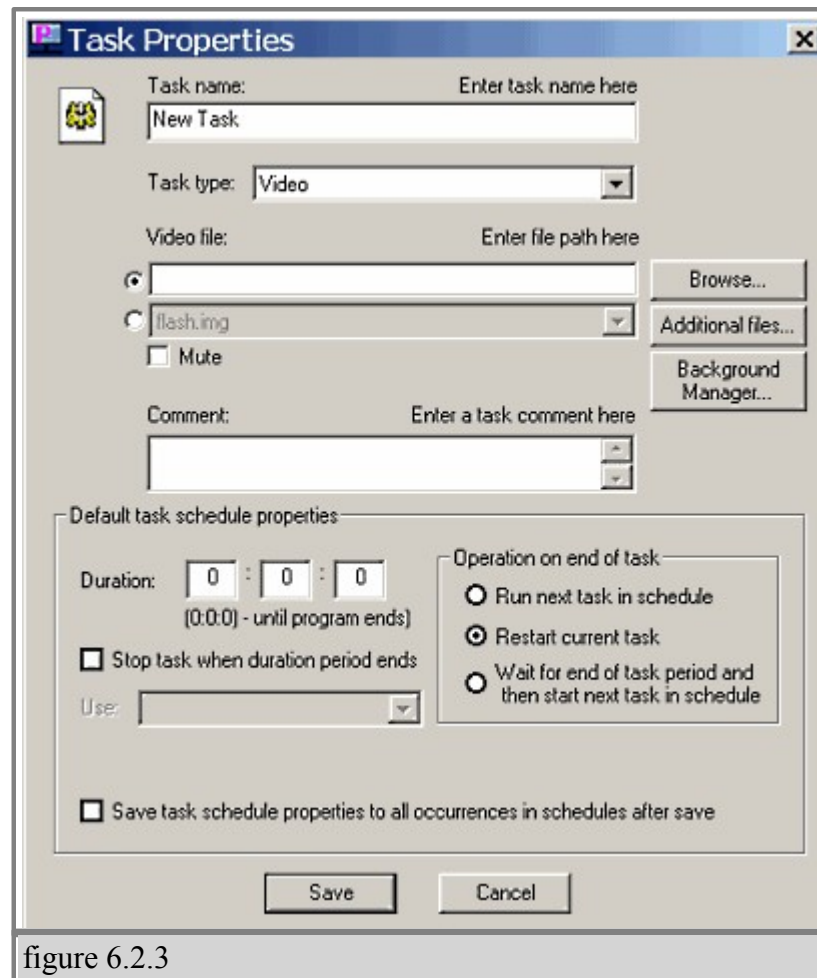 Task Properties
Task name: Enter task name here
New Task
Task type: Video
Video file: Enter file path here
Browse...
flash.img
Additional files...
Mute
Background
Manager...
Comment: Enter a task comment here
Default task schedule properties
Duration: 0 : 0 : 0
(0:0:0) - until program ends)
Stop task when duration period ends
Use:
Operation on end of task
Run next task in schedule
Restart current task
Wait for end of task period and
then start next task in schedule
Save task schedule properties to all occurrences in schedules after save
Save Cancel
figure 6.2.3